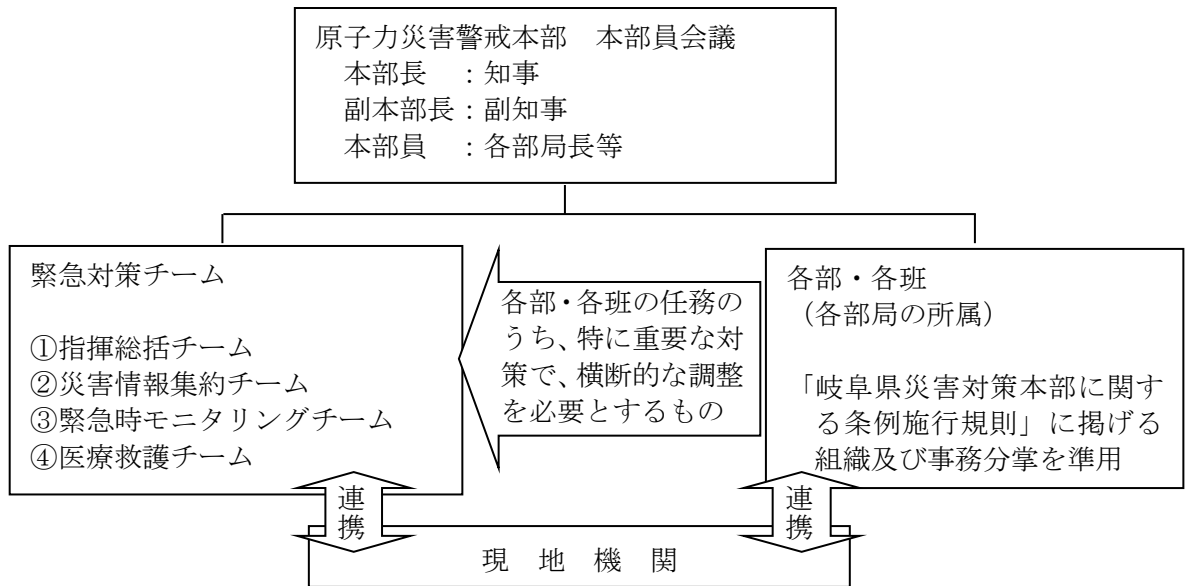 原子力災害警戒本部　本部員会議
本部長　：知事
副本部長：副知事
本部員　：各部局長等
緊急対策チーム
①指揮総括チーム
②災害情報集約チーム
③緊急時モニタリングチーム
④医療救護チーム
各部・各班の任務の
うち、特に重要な対
策で、横断的な調整
を必要とするもの
各部・各班
（各部局の所属）
「岐阜県災害対策本部に関す
る条例施行規則」に掲げる
組織及び事務分掌を準用
連携
連携
現　地　機　関